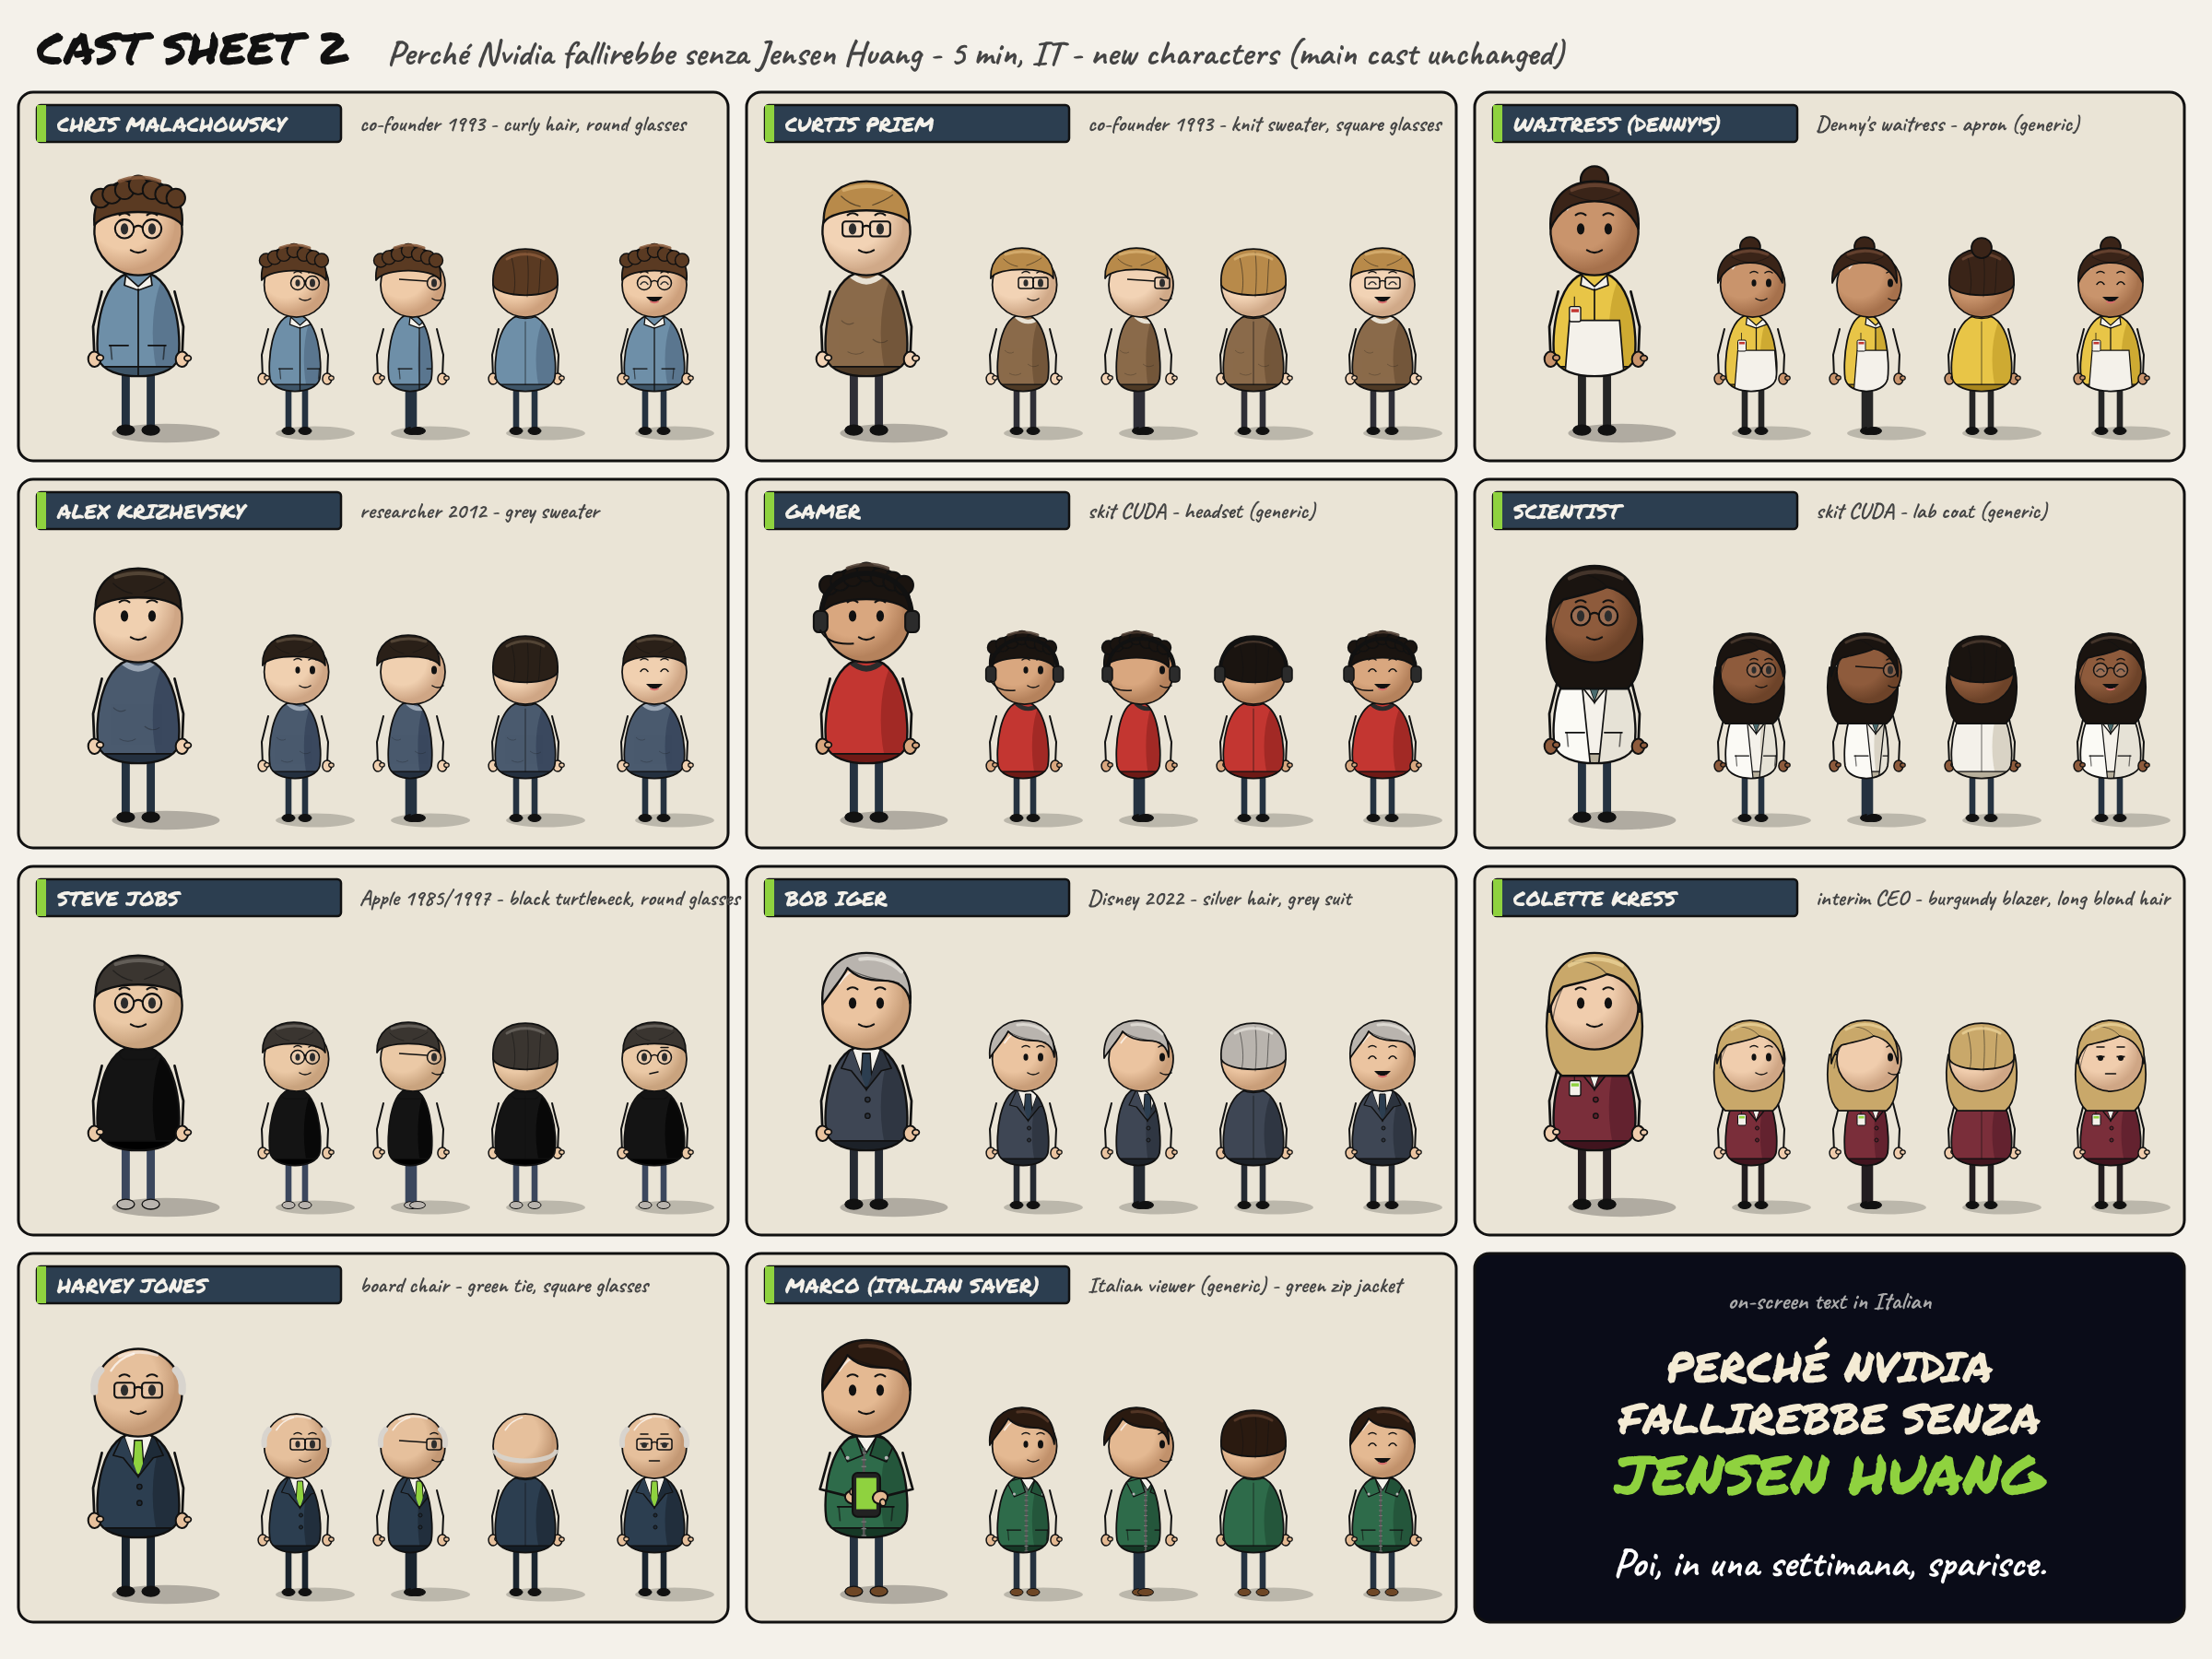 CAST SHEET 2
Perché Nvidia fallirebbe senza Jensen Huang - 5 min, IT - new characters (main cast unchanged)
CHRIS MALACHOWSKY
co-founder 1993 - curly hair, round glasses
CURTIS PRIEM
co-founder 1993 - knit sweater, square glasses
WAITRESS (DENNY'S)
Denny's waitress - apron (generic)
ALEX KRIZHEVSKY
researcher 2012 - grey sweater
GAMER
skit CUDA - headset (generic)
SCIENTIST
skit CUDA - lab coat (generic)
STEVE JOBS
Apple 1985/1997 - black turtleneck, round glasses
BOB IGER
Disney 2022 - silver hair, grey suit
COLETTE KRESS
interim CEO - burgundy blazer, long blond hair
HARVEY JONES
board chair - green tie, square glasses
MARCO (ITALIAN SAVER)
Italian viewer (generic) - green zip jacket
on-screen text in Italian
PERCHÉ NVIDIA
FALLIREBBE SENZA
JENSEN HUANG
Poi, in una settimana, sparisce.